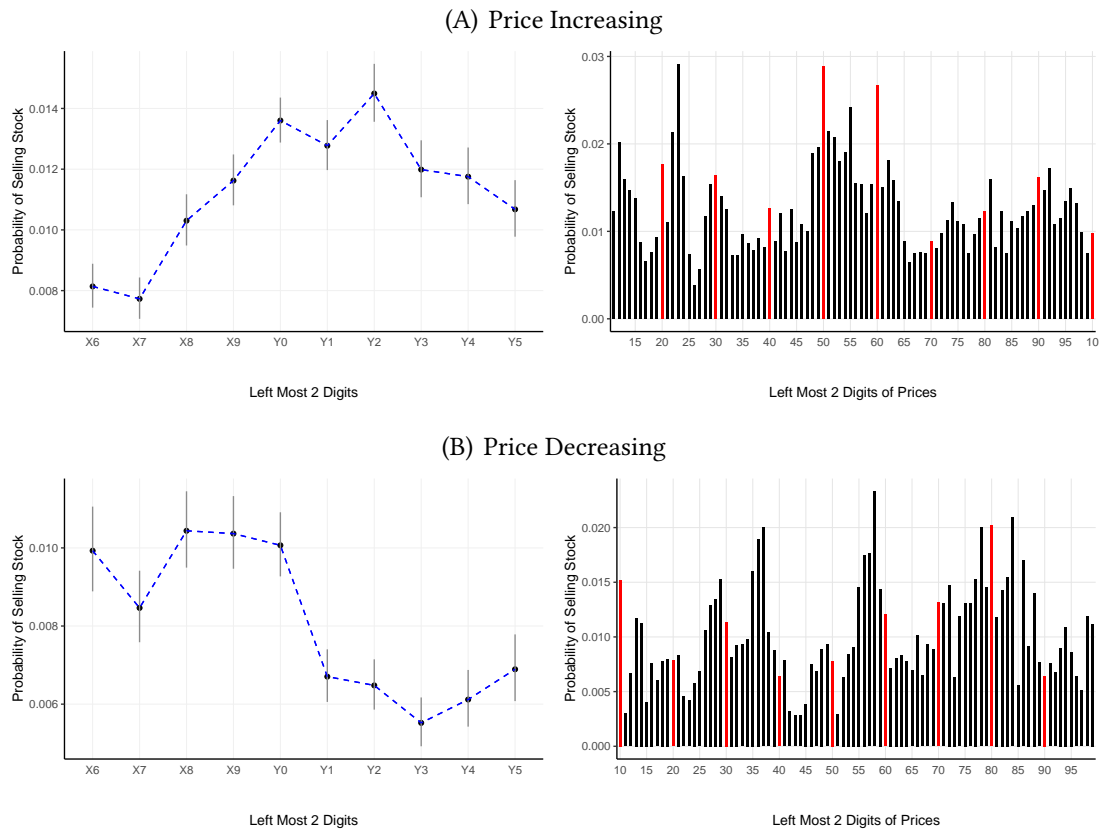 (A) Price Increasing
Probability of Selling Stock
0.014
0.012
0.010
0.008
X6 X7 X8 X9 Y0 Y1 Y2 Y3 Y4 Y5
Left Most 2 Digits
Probability of Selling Stock
0.03
0.02
0.01
0.00
15 20 25 30 35 40 45 50 55 60 65 70 75 80 85 90 95 10
Left Most 2 Digits of Prices
(B) Price Decreasing
Probability of Selling Stock
0.010
0.008
0.006
X6 X7 X8 X9 Y0 Y1 Y2 Y3 Y4 Y5
Left Most 2 Digits
Probability of Selling Stock
0.020
0.015
0.010
0.005
0.000
10 15 20 25 30 35 40 45 50 55 60 65 70 75 80 85 90 95
Left Most 2 Digits of Prices